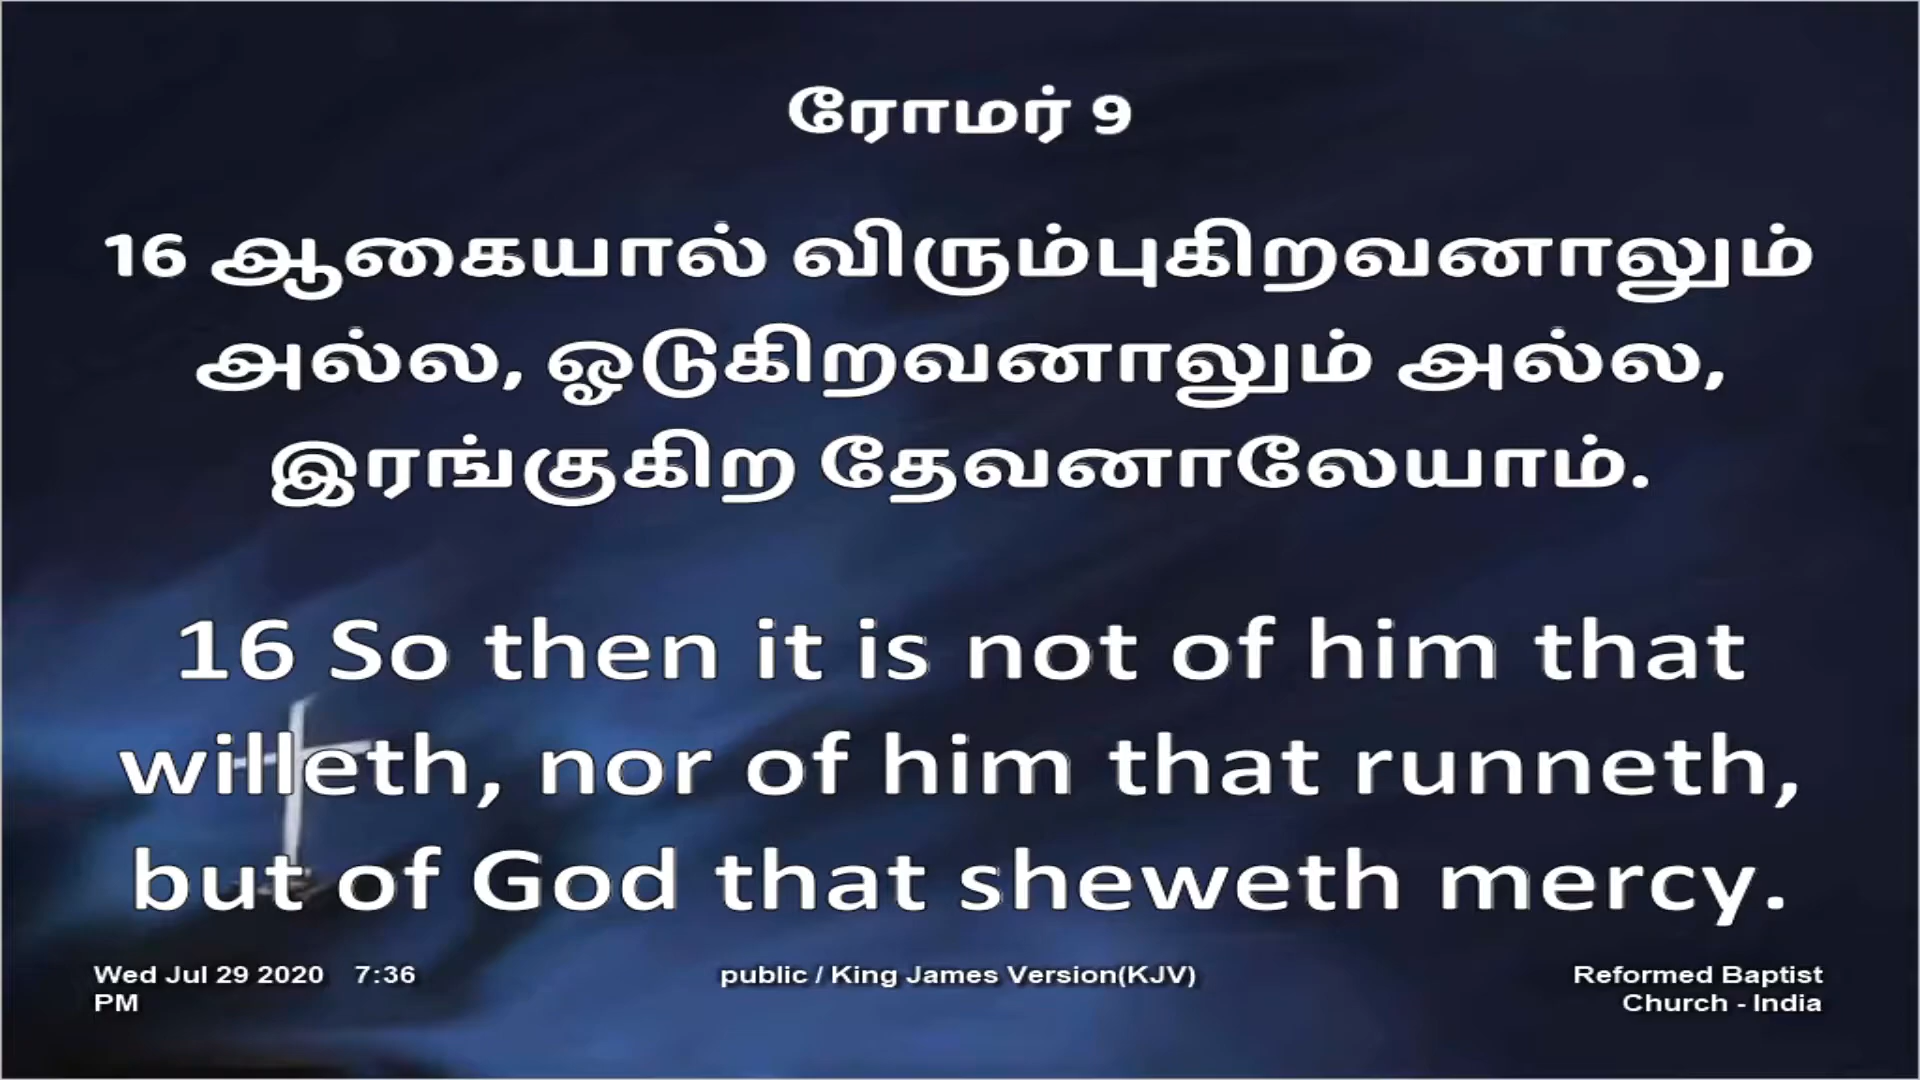 ரோமர் 9
16 ஆகையால் விரும்புகிறவனாலும்
அல்ல, ஓடுகிறவனாலும் அல்ல,
இரங்குகிற தேவனாலேயாம்.
16 So then it is not of him that
willeth, nor of him that runneth,
but of God that sheweth mercy.
Wed Jul 29 2020 7:36
PM
public / King James Version(KJV)
Reformed Baptist
Church - India